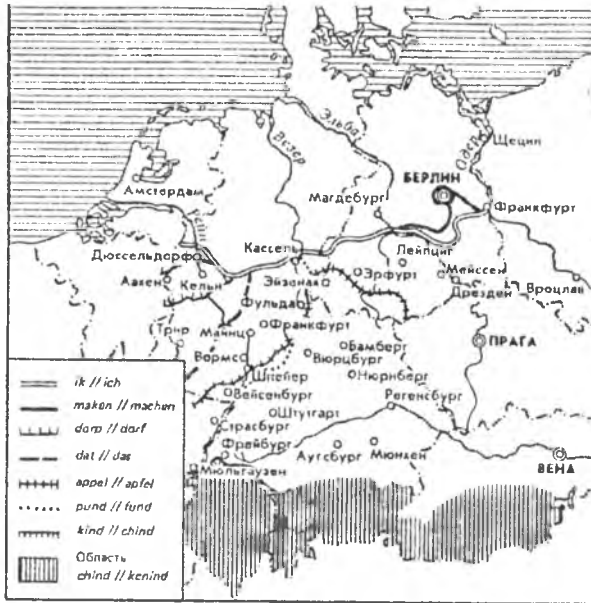 Эльба
Везер
Одер
Щецин
Амстердам
БЕРЛИН
Магдебург
Франкфурт
Рейн
Кассель
Дюссельдорф
Лейпциг
Аахен
Кельн
Эйзенах
Эрфурт
Мейссен
Дрезден
Вроцлав
Фульда
Трир
Майнц
Франкфурт
Бамберг
ПРАГА
Вормс
Вюрцбург
Шпейер
Нюрнберг
Вейсенбург
Регенсбург
Штутгарт
Страсбург
Фрейбург
Аугсбург
Мюнхен
ВЕНА
Мюльгаузен
ik // ich
maken // machen
dorp // dorf
dat // das
appel // apfel
pund // fund
kind // chind
Область
chind // kchind